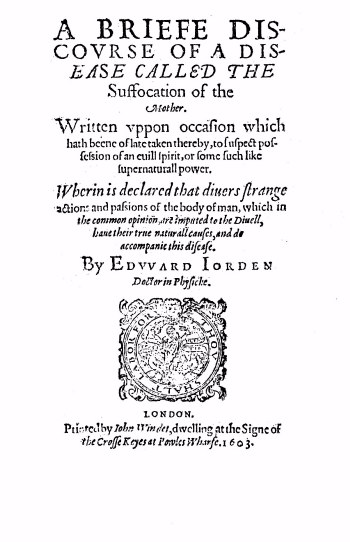 A BRIEFE DIS-
COVRSE OF A DIS-
EASE CALLED THE
Suffocation of the
Mother.
Written vppon occasion which
hath beene of late taken thereby, to suspect pos-
session of an euill spirit, or some such like
supernaturall power.
Wherin is declared that diuers strange
actions and passions of the body of man, which in
the common opinion, are imputed to the Diuell,
haue their true naturall causes, and do
accompanie this disease.
By EDVVARD IORDEN
Doctor in Physicke.
THOV SHALT LABOR FOR
LONDON.
Printed by John Windet, dwelling at the Signe of
the Crosse Keyes at Powles Wharfe. 1603.